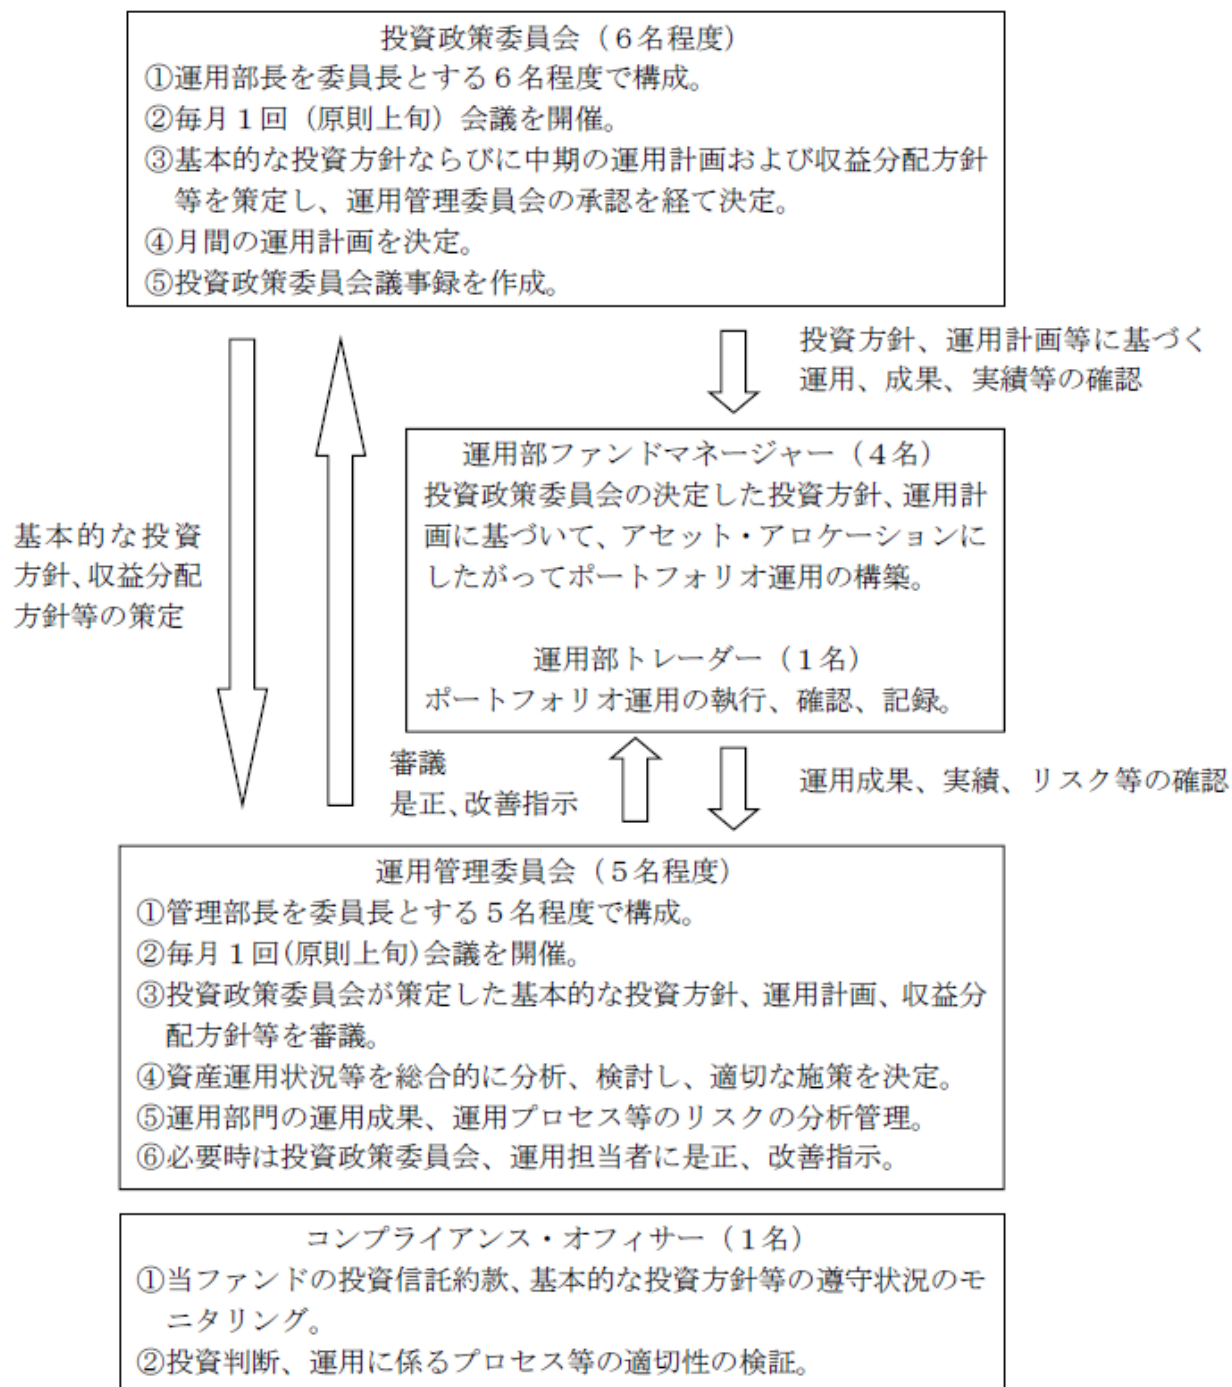 投資政策委員会（６名程度）
①運用部長を委員長とする６名程度で構成。
②毎月１回（原則上旬）会議を開催。
③基本的な投資方針ならびに中期の運用計画および収益分配方針
等を策定し、運用管理委員会の承認を経て決定。
④月間の運用計画を決定。
⑤投資政策委員会議事録を作成。
投資方針、運用計画等に基づく
運用、成果、実績等の確認
運用部ファンドマネージャー（４名）
投資政策委員会の決定した投資方針、運用計
画に基づいて、アセット・アロケーションに
したがってポートフォリオ運用の構築。
運用部トレーダー（１名）
ポートフォリオ運用の執行、確認、記録。
基本的な投資
方針、収益分配
方針等の策定
審議
是正、改善指示
運用成果、実績、リスク等の確認
運用管理委員会（５名程度）
①管理部長を委員長とする５名程度で構成。
②毎月１回(原則上旬)会議を開催。
③投資政策委員会が策定した基本的な投資方針、運用計画、収益分
配方針等を審議。
④資産運用状況等を総合的に分析、検討し、適切な施策を決定。
⑤運用部門の運用成果、運用プロセス等のリスクの分析管理。
⑥必要時は投資政策委員会、運用担当者に是正、改善指示。
コンプライアンス・オフィサー（１名）
①当ファンドの投資信託約款、基本的な投資方針等の遵守状況のモ
ニタリング。
②投資判断、運用に係るプロセス等の適切性の検証。